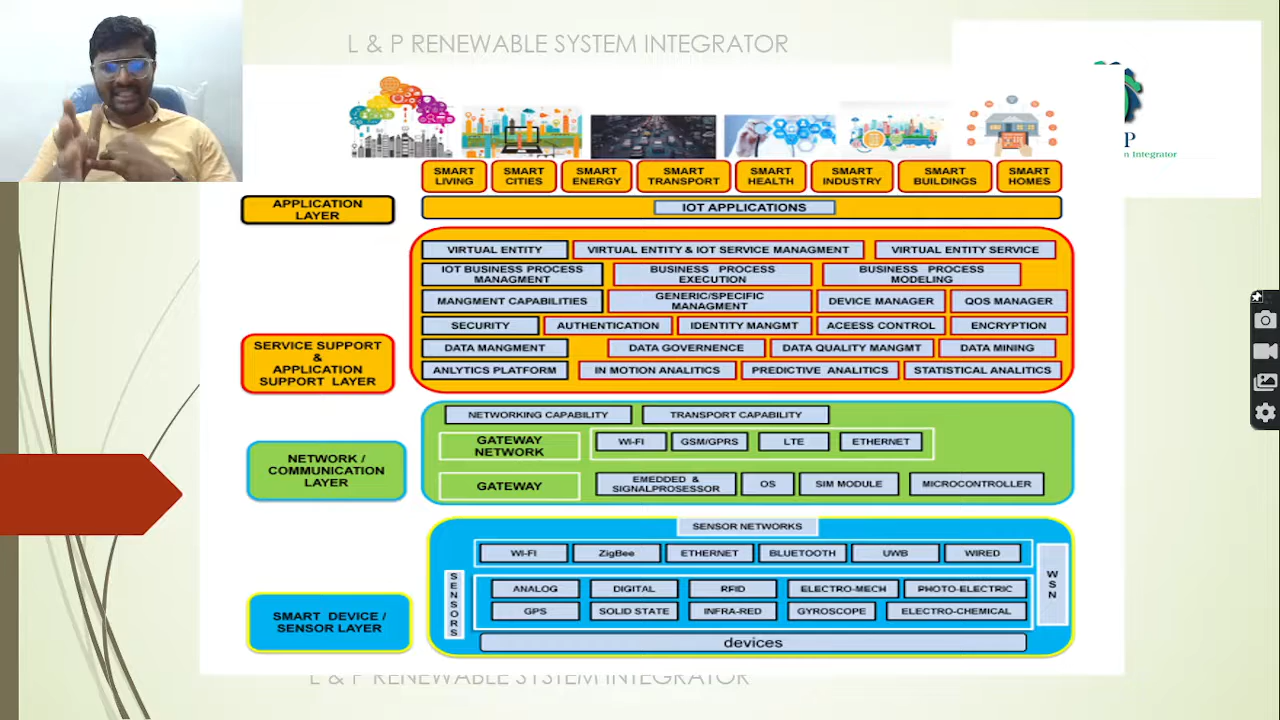 L & P RENEWABLE SYSTEM INTEGRATOR
P
n Integrator
SMART LIVING
SMART CITIES
SMART ENERGY
SMART TRANSPORT
SMART HEALTH
SMART INDUSTRY
SMART BUILDINGS
SMART HOMES
APPLICATION LAYER
IOT APPLICATIONS
VIRTUAL ENTITY
VIRTUAL ENTITY & IOT SERVICE MANAGMENT
VIRTUAL ENTITY SERVICE
IOT BUSINESS PROCESS MANAGMENT
BUSINESS PROCESS EXECUTION
BUSINESS PROCESS MODELING
MANGMENT CAPABILITIES
GENERIC/SPECIFIC MANAGMENT
DEVICE MANAGER
QOS MANAGER
SECURITY
AUTHENTICATION
IDENTITY MANGMT
ACEESS CONTROL
ENCRYPTION
SERVICE SUPPORT
&
APPLICATION
SUPPORT LAYER
DATA MANGMENT
DATA GOVERNENCE
DATA QUALITY MANGMT
DATA MINING
ANLYTICS PLATFORM
IN MOTION ANALITICS
PREDICTIVE ANALITICS
STATISTICAL ANALITICS
NETWORKING CAPABILITY
TRANSPORT CAPABILITY
NETWORK /
COMMUNICATION
LAYER
GATEWAY NETWORK
WI-FI
GSM/GPRS
LTE
ETHERNET
GATEWAY
EMEDDED & SIGNALPROSESSOR
OS
SIM MODULE
MICROCONTROLLER
SENSOR NETWORKS
WI-FI
ZigBee
ETHERNET
BLUETOOTH
UWB
WIRED
SENSORS
WSN
ANALOG
DIGITAL
RFID
ELECTRO-MECH
PHOTO-ELECTRIC
GPS
SOLID STATE
INFRA-RED
GYROSCOPE
ELECTRO-CHEMICAL
SMART DEVICE /
SENSOR LAYER
devices
L & P RENEWABLE SYSTEM INTEGRATOR